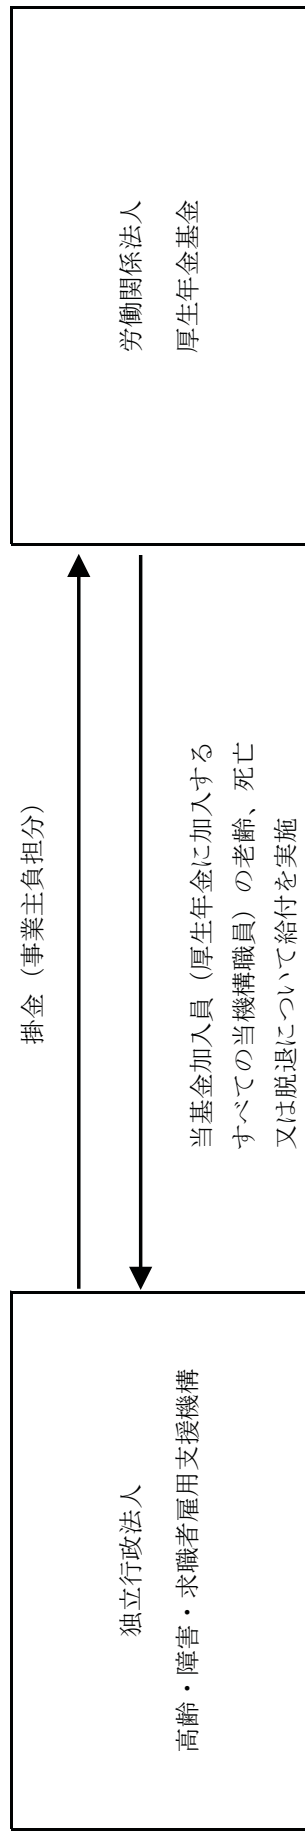 独立行政法人
高齢・障害・求職者雇用支援機構
掛金（事業主負担分）
当基金加入員（厚生年金に加入する
すべての当機構職員）の老齢、死亡
又は脱退について給付を実施
労働関係法人
厚生年金基金